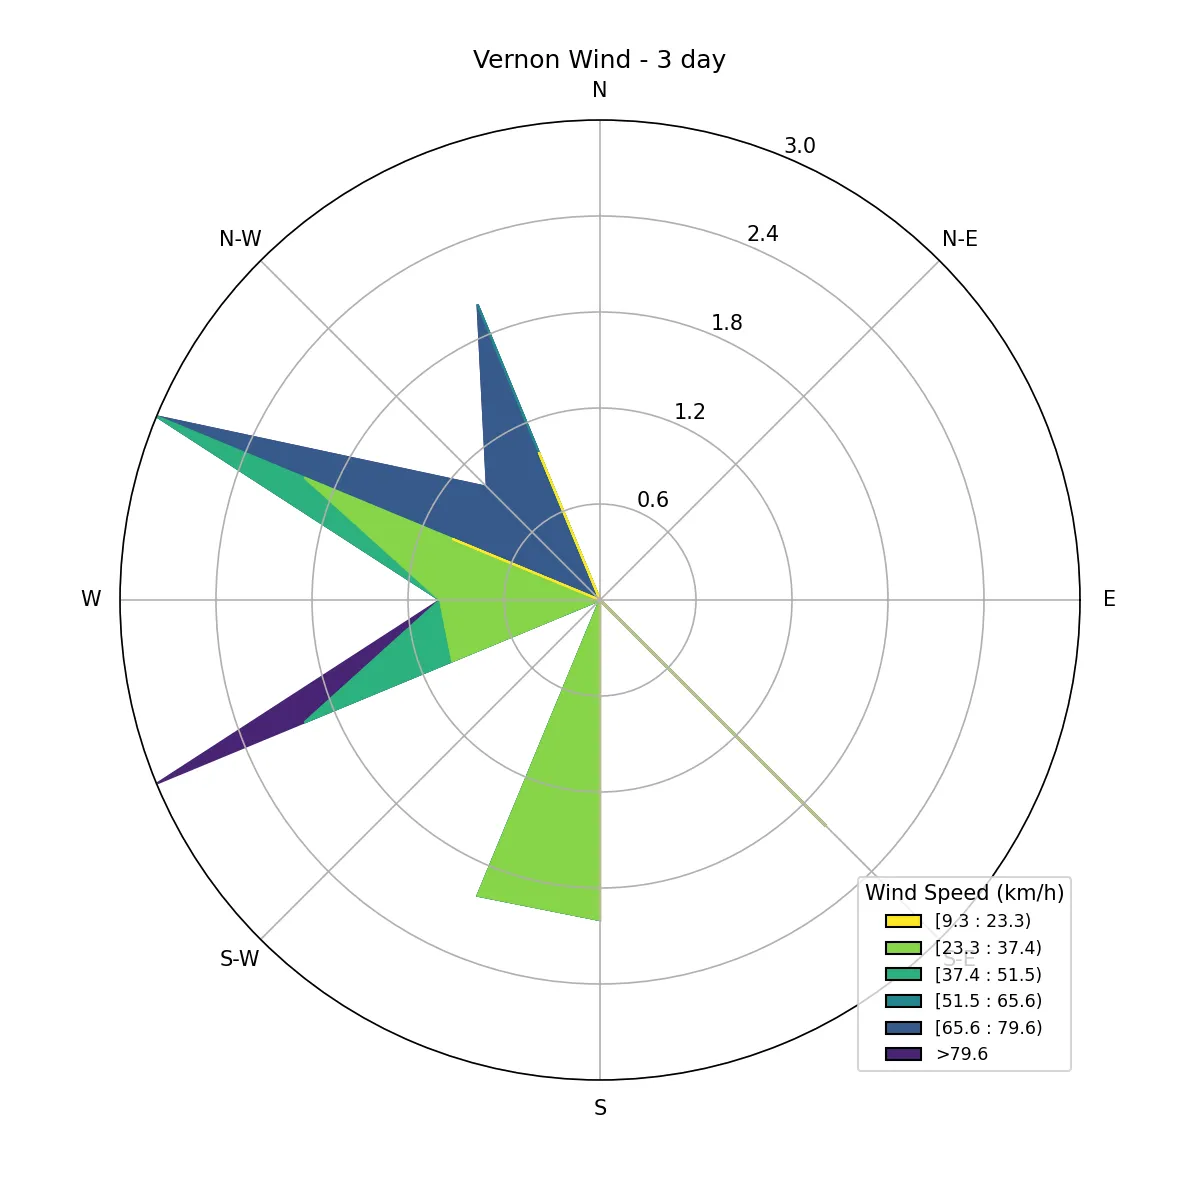 Vernon Wind - 3 day
N
3.0
N-W
2.4
N-E
1.8
1.2
0.6
W
E
Wind Speed (km/h)
[9.3 : 23.3)
[23.3 : 37.4)
S-W
S-E
[37.4 : 51.5)
[51.5 : 65.6)
[65.6 : 79.6)
>79.6
S